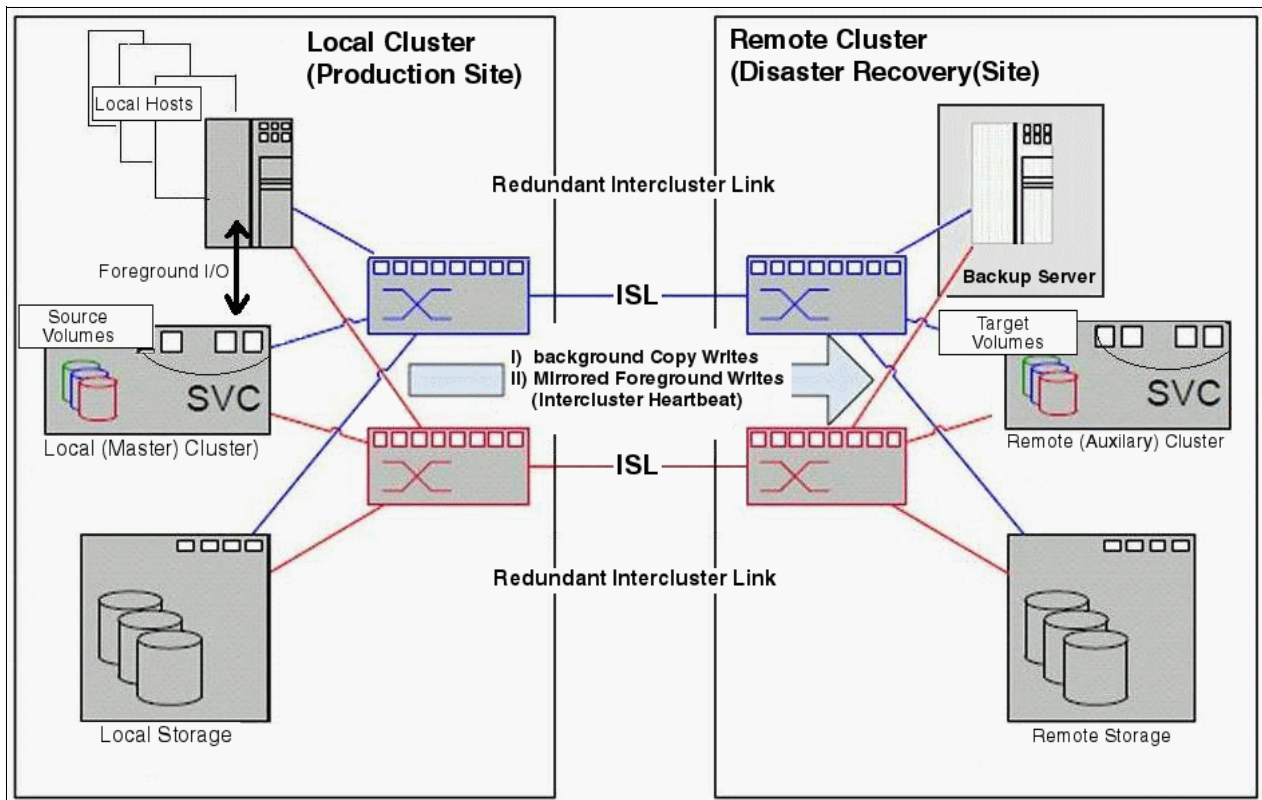 Local Cluster
(Production Site)
Remote Cluster
(Disaster Recovery(Site)
Local Hosts
Redundant Intercluster Link
Foreground I/O
ISL
Backup Server
Source
Volumes
Target
Volumes
I) background Copy Writes
II) Mirrored Foreground Writes
(Intercluster Heartbeat)
SVC
SVC
Local (Master) Cluster)
Remote (Auxilary) Cluster
ISL
Redundant Intercluster Link
Local Storage
Remote Storage